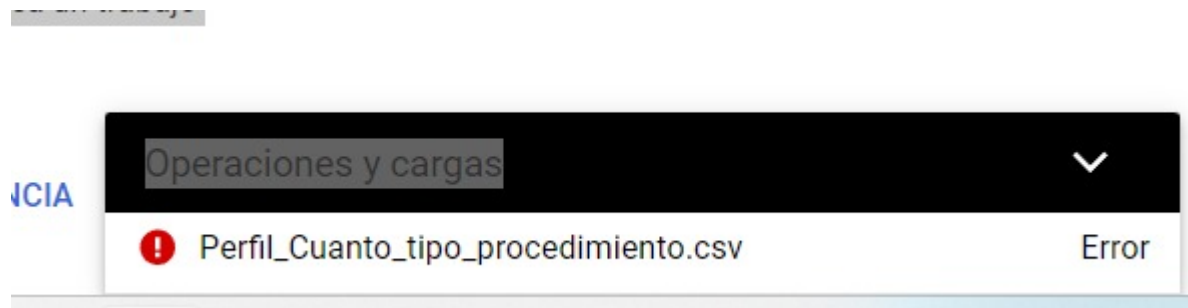 Operaciones y cargas
NCIA
Perfil_Cuanto_tipo_procedimiento.csv Error